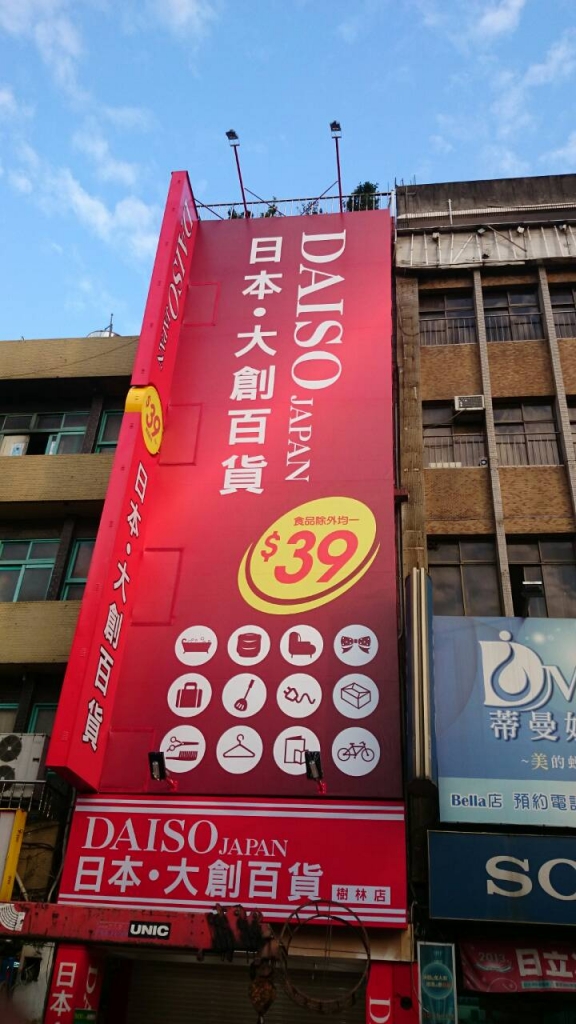 DAISO JAPAN
日本・大創百貨
DAISO JAPAN
日本・大創百貨
$39
食品除外均一
$39
DAISO JAPAN
日本・大創百貨 樹林店
UNIC
日本
D
蒂曼
~美的
Bella店 預約電
SO
日立